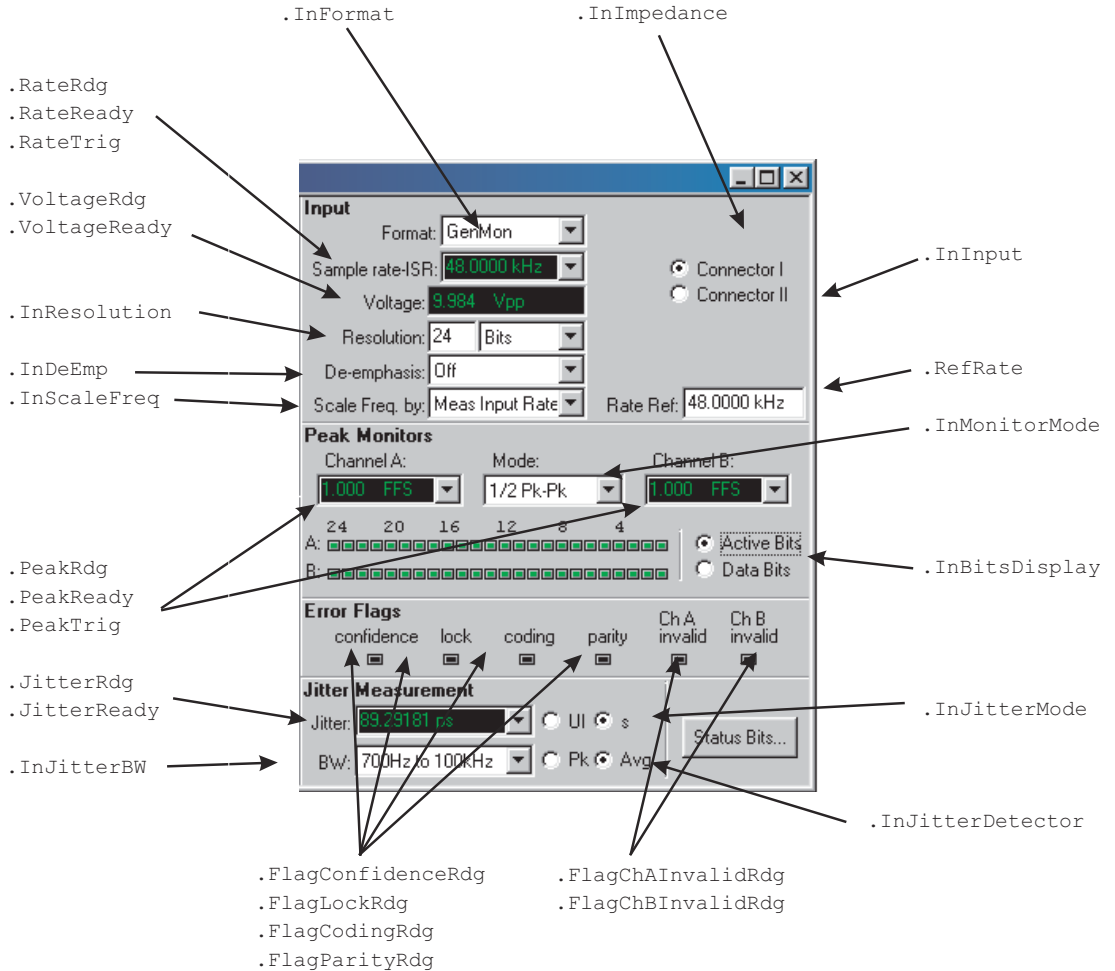 .InFormat
.InImpedance
.RateRdg
.RateReady
.RateTrig
.VoltageRdg
.VoltageReady
.InResolution
.InDeEmp
.InScaleFreq
.PeakRdg
.PeakReady
.PeakTrig
.JitterRdg
.JitterReady
.InJitterBW
Input
Format: GenMon
Sample rate-ISR: 48.0000 kHz
Voltage: 9.984 Vpp
Resolution: 24 Bits
De-emphasis: Off
Scale Freq. by: Meas Input Rate
Connector I
Connector II
Rate Ref: 48.0000 kHz
Peak Monitors
Channel A: Mode: Channel B:
1.000 FFS 1/2 Pk-Pk 1.000 FFS
24 20 16 12 8 4
A:
B:
Active Bits
Data Bits
Error Flags
confidence lock coding parity Ch A invalid Ch B invalid
Jitter Measurement
Jitter: 89.29181 ps UI s
BW: 700Hz to 100kHz Pk Avg
Status Bits...
.InInput
.RefRate
.InMonitorMode
.InBitsDisplay
.InJitterMode
.InJitterDetector
.FlagConfidenceRdg
.FlagLockRdg
.FlagCodingRdg
.FlagParityRdg
.FlagChAInvalidRdg
.FlagChBInvalidRdg